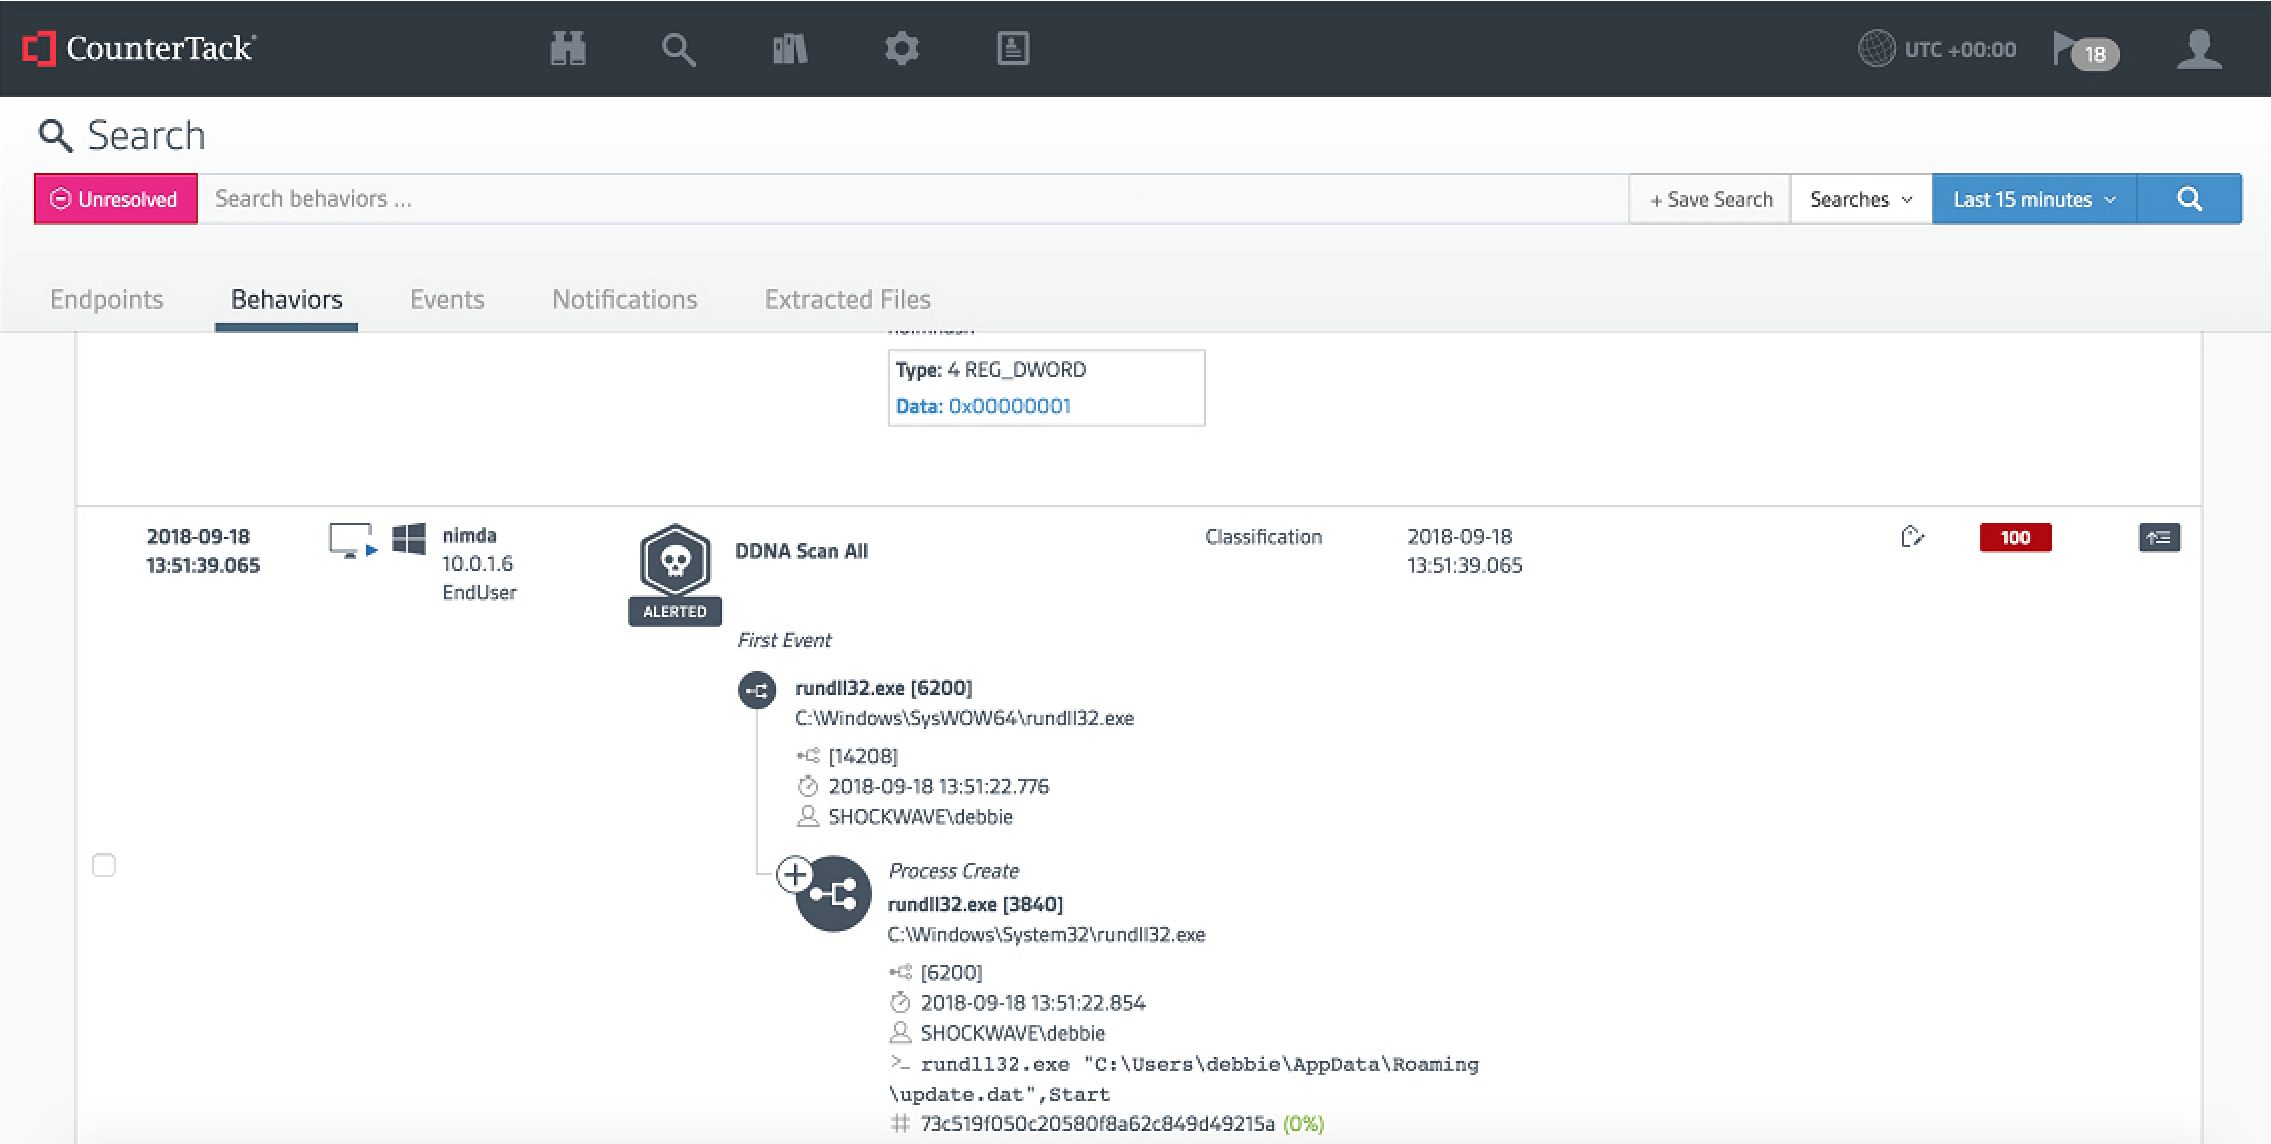 CounterTack
UTC +00:00
18
Search
Unresolved
Search behaviors ...
+ Save Search
Searches
Last 15 minutes
Endpoints
Behaviors
Events
Notifications
Extracted Files
Type: 4 REG_DWORD
Data: 0x00000001
2018-09-18
13:51:39.065
nimda
10.0.1.6
EndUser
ALERTED
DDNA Scan All
Classification
2018-09-18
13:51:39.065
100
First Event
rundll32.exe [6200]
C:\Windows\SysWOW64\rundll32.exe
[14208]
2018-09-18 13:51:22.776
SHOCKWAVE\debbie
Process Create
rundll32.exe [3840]
C:\Windows\System32\rundll32.exe
[6200]
2018-09-18 13:51:22.854
SHOCKWAVE\debbie
rundll32.exe "C:\Users\debbie\AppData\Roaming
\update.dat",Start
73c519f050c20580f8a62c849d49215a (0%)